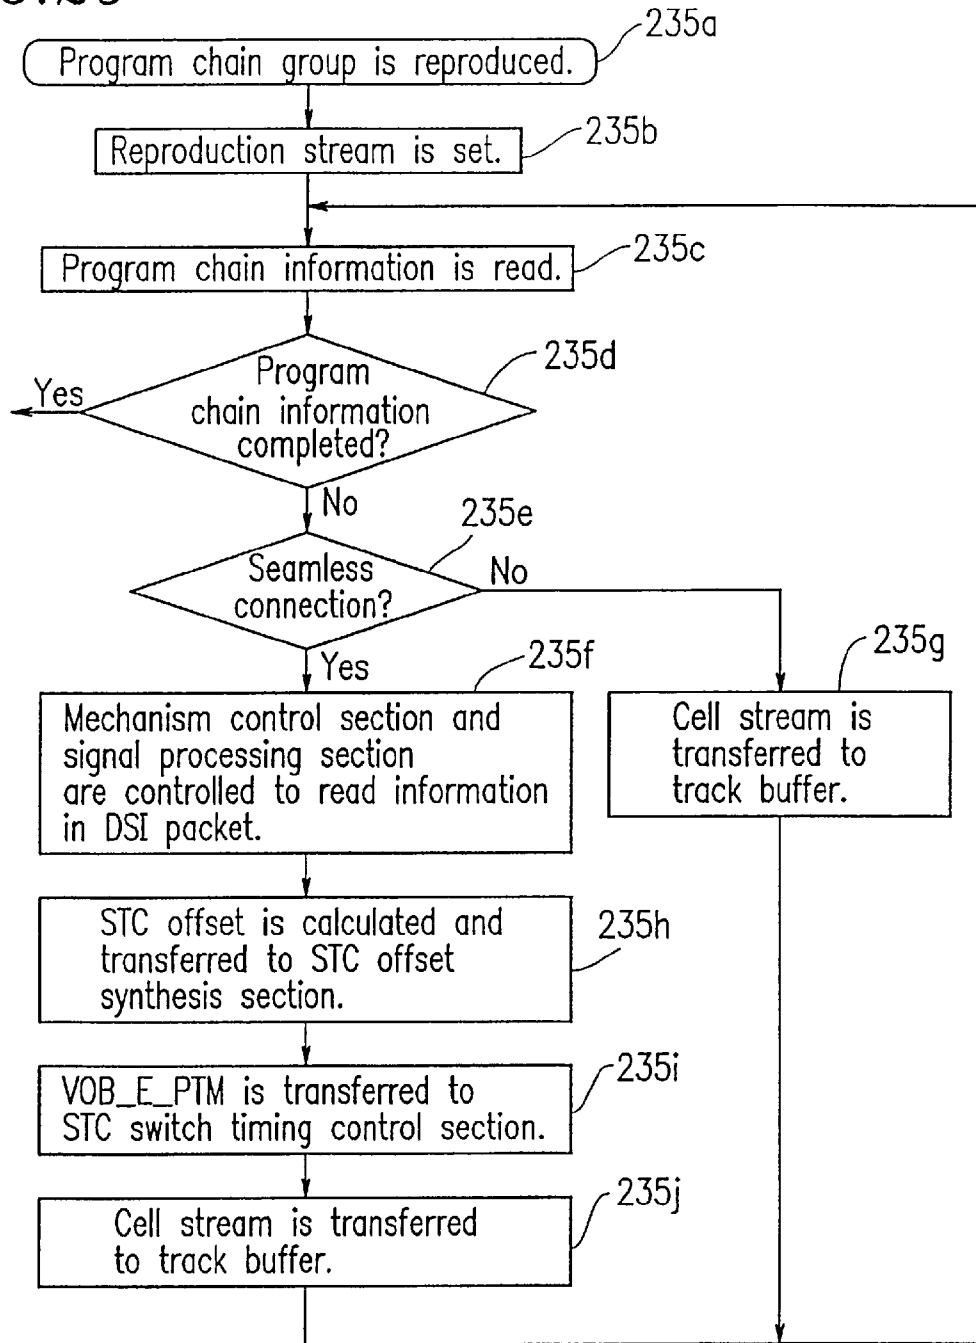 235a
Program chain group is reproduced.
235b
Reproduction stream is set.
235c
Program chain information is read.
235d
Program
chain information
completed?
Yes
No
235e
Seamless
connection?
No
Yes
235f
Mechanism control section and
signal processing section
are controlled to read information
in DSI packet.
235g
Cell stream is
transferred to
track buffer.
STC offset is calculated and
transferred to STC offset
synthesis section.
235h
VOB_E_PTM is transferred to
STC switch timing control section.
235i
Cell stream is transferred
to track buffer.
235j